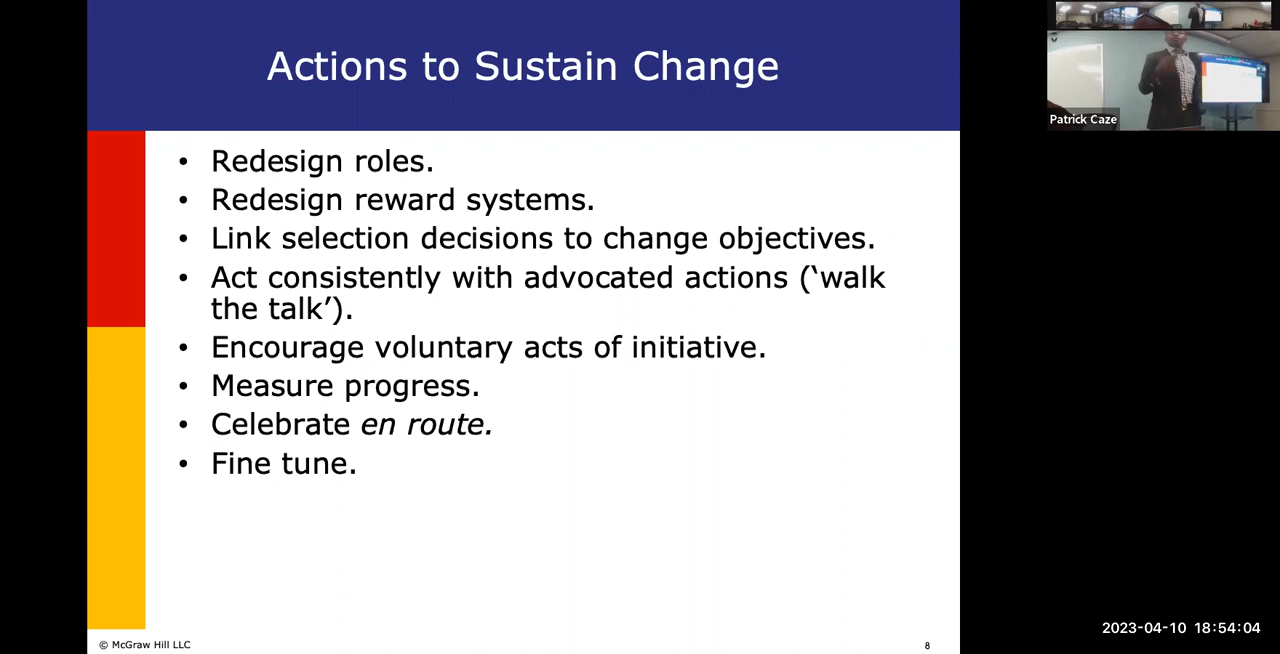 Actions to Sustain Change
• Redesign roles.
• Redesign reward systems.
• Link selection decisions to change objectives.
• Act consistently with advocated actions (‘walk
the talk’).
• Encourage voluntary acts of initiative.
• Measure progress.
• Celebrate en route.
• Fine tune.
© McGraw Hill LLC
8
Patrick Caze
2023-04-10 18:54:04